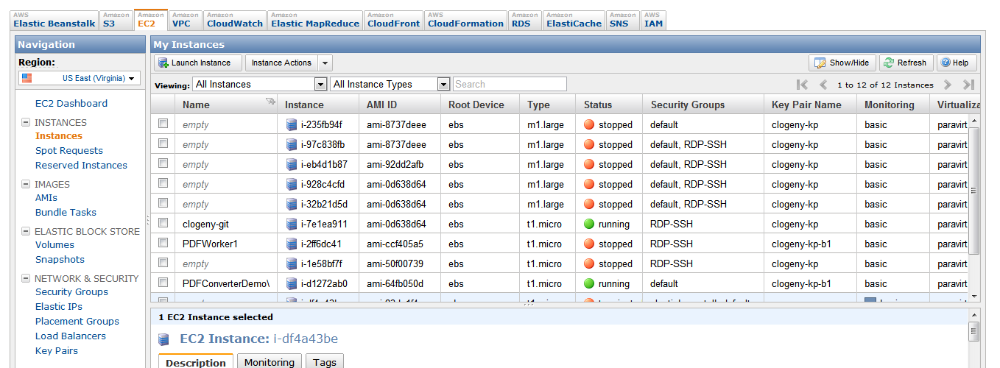 AWS Amazon Amazon Amazon Amazon Amazon Amazon AWS Amazon Amazon Amazon AWS
Elastic Beanstalk S3 EC2 VPC CloudWatch Elastic MapReduce CloudFront CloudFormation RDS ElastiCache SNS IAM
Navigation
Region:
US East (Virginia)
EC2 Dashboard
INSTANCES
Instances
Spot Requests
Reserved Instances
IMAGES
AMIs
Bundle Tasks
ELASTIC BLOCK STORE
Volumes
Snapshots
NETWORK & SECURITY
Security Groups
Elastic IPs
Placement Groups
Load Balancers
Key Pairs
My Instances
Launch Instance Instance Actions Show/Hide Refresh Help
Viewing: All Instances All Instance Types Search 1 to 12 of 12 Instances
Name Instance AMI ID Root Device Type Status Security Groups Key Pair Name Monitoring Virtualiza
empty i-235fb94f ami-8737deee ebs m1.large stopped default clogeny-kp basic paravirt
empty i-97c838fb ami-8737deee ebs m1.large stopped default, RDP-SSH clogeny-kp basic paravirt
empty i-eb4d1b87 ami-92dd2afb ebs m1.large stopped default, RDP-SSH clogeny-kp basic paravirt
empty i-928c4cfd ami-0d638d64 ebs m1.large stopped default, RDP-SSH clogeny-kp basic paravirt
empty i-32b21d5d ami-0d638d64 ebs m1.large stopped default, RDP-SSH clogeny-kp basic paravirt
clogeny-git i-7e1ea911 ami-0d638d64 ebs t1.micro running RDP-SSH clogeny-kp basic paravirt
PDFWorker1 i-2ff6dc41 ami-ccf405a5 ebs t1.micro stopped RDP-SSH clogeny-kp-b1 basic paravirt
empty i-1e58bf7f ami-50f00739 ebs t1.micro stopped RDP-SSH clogeny-kp basic paravirt
PDFConverterDemo\ i-d1272ab0 ami-64fb050d ebs t1.micro running default clogeny-kp-b1 basic paravirt
1 EC2 Instance selected
EC2 Instance: i-df4a43be
Description Monitoring Tags